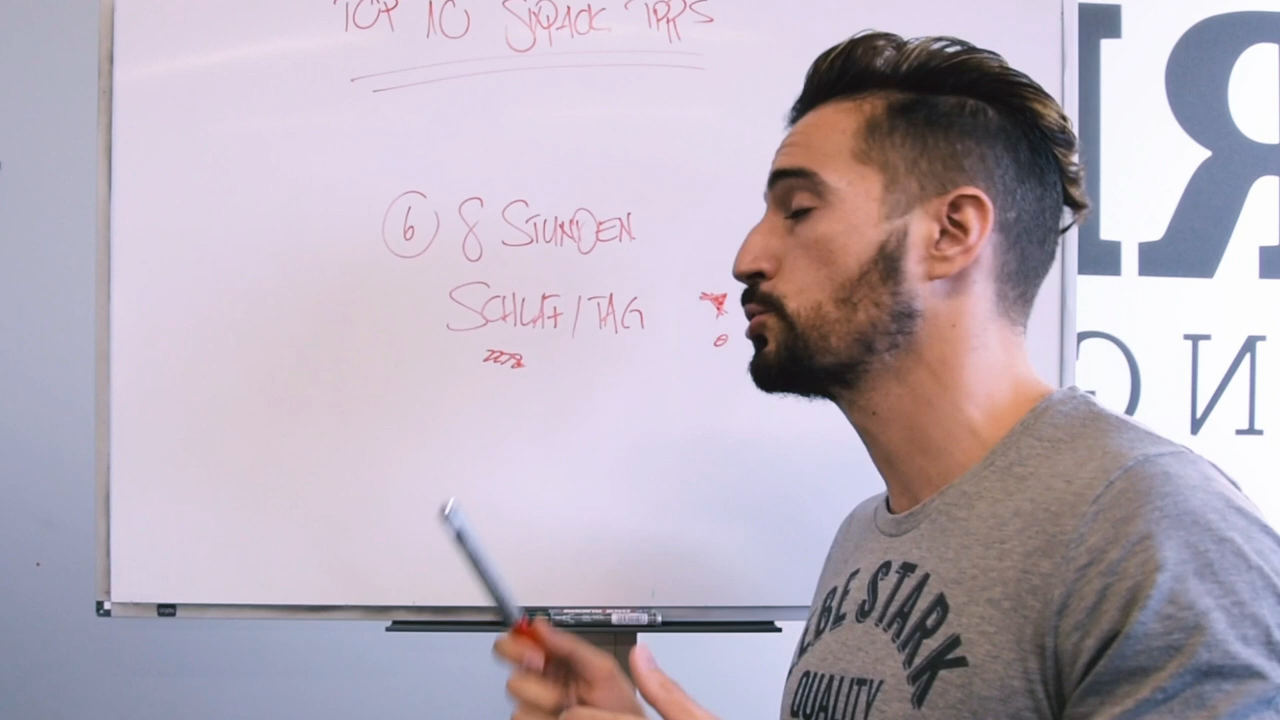 TOP 10 SIXPACK TIPPS
6 8 STUNDEN
SCHLAF/TAG
BE STARK
QUALITY